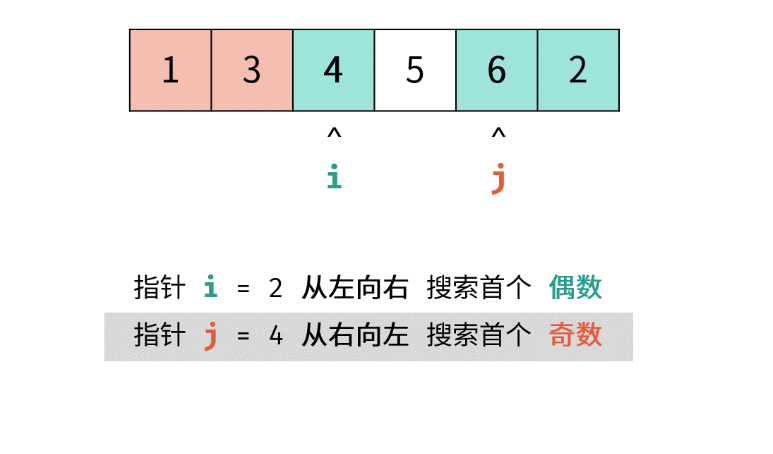 1 3 4 5 6 2
^ ^
i j
指针 i = 2 从左向右 搜索首个 偶数
指针 j = 4 从右向左 搜索首个 奇数